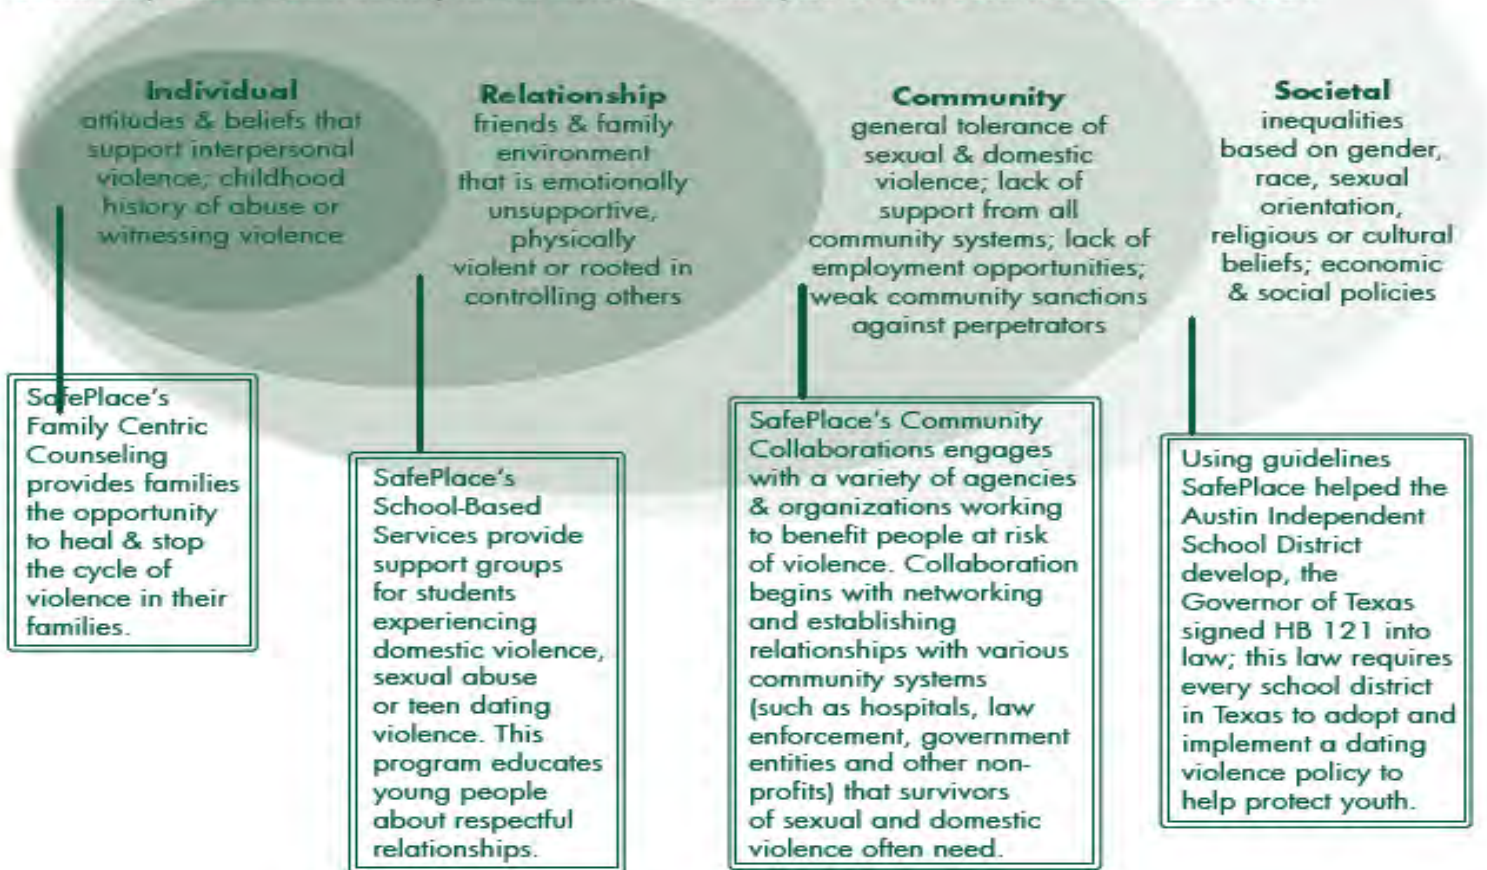 Individual
attitudes & beliefs that
support interpersonal
violence; childhood
history of abuse or
witnessing violence
Relationship
friends & family
environment
that is emotionally
unsupportive,
physically
violent or rooted in
controlling others
Community
general tolerance of
sexual & domestic
violence; lack of
support from all
community systems; lack of
employment opportunities;
weak community sanctions
against perpetrators
Societal
inequalities
based on gender,
race, sexual
orientation,
religious or cultural
beliefs; economic
& social policies
SafePlace's
Family Centric
Counseling
provides families
the opportunity
to heal & stop
the cycle of
violence in their
families.
SafePlace's
School-Based
Services provide
support groups
for students
experiencing
domestic violence,
sexual abuse
or teen dating
violence. This
program educates
young people
about respectful
relationships.
SafePlace's Community
Collaborations engages
with a variety of agencies
& organizations working
to benefit people at risk
of violence. Collaboration
begins with networking
and establishing
relationships with various
community systems
(such as hospitals, law
enforcement, government
entities and other non-
profits) that survivors
of sexual and domestic
violence often need.
Using guidelines
SafePlace helped the
Austin Independent
School District
develop, the
Governor of Texas
signed HB 121 into
law; this law requires
every school district
in Texas to adopt and
implement a dating
violence policy to
help protect youth.